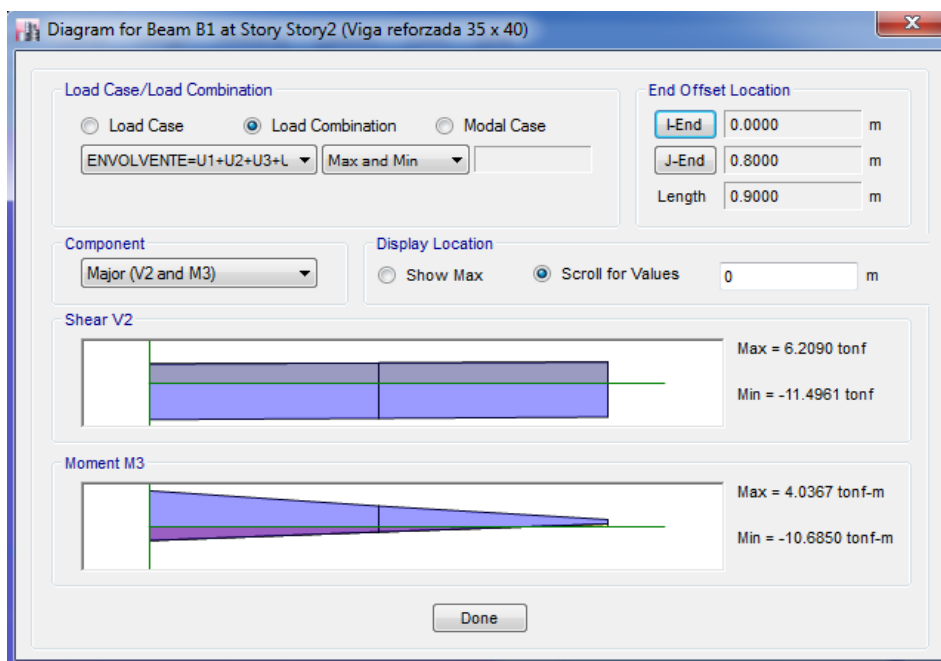 Diagram for Beam B1 at Story Story2 (Viga reforzada 35 x 40)
Load Case/Load Combination
Load Case Load Combination Modal Case
ENVOLVENTE=U1+U2+U3+U Max and Min
End Offset Location
I-End 0.0000 m
J-End 0.8000 m
Length 0.9000 m
Component
Major (V2 and M3)
Display Location
Show Max Scroll for Values 0 m
Shear V2
Max = 6.2090 tonf
Min = -11.4961 tonf
Moment M3
Max = 4.0367 tonf-m
Min = -10.6850 tonf-m
Done